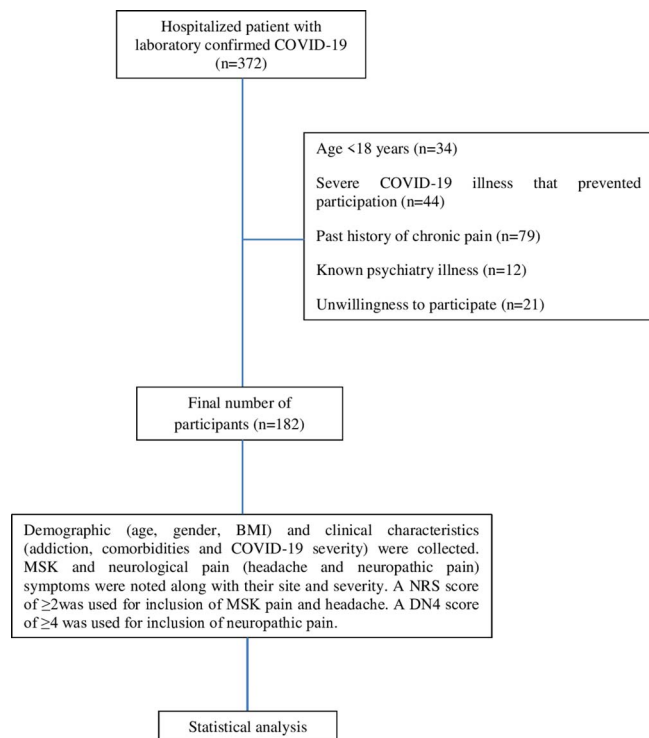 Hospitalized patient with
laboratory confirmed COVID-19
(n=372)
Age <18 years (n=34)
Severe COVID-19 illness that prevented
participation (n=44)
Past history of chronic pain (n=79)
Known psychiatry illness (n=12)
Unwillingness to participate (n=21)
Final number of
participants (n=182)
Demographic (age, gender, BMI) and clinical characteristics
(addiction, comorbidities and COVID-19 severity) were collected.
MSK and neurological pain (headache and neuropathic pain)
symptoms were noted along with their site and severity. A NRS score
of ≥2was used for inclusion of MSK pain and headache. A DN4 score
of ≥4 was used for inclusion of neuropathic pain.
Statistical analysis